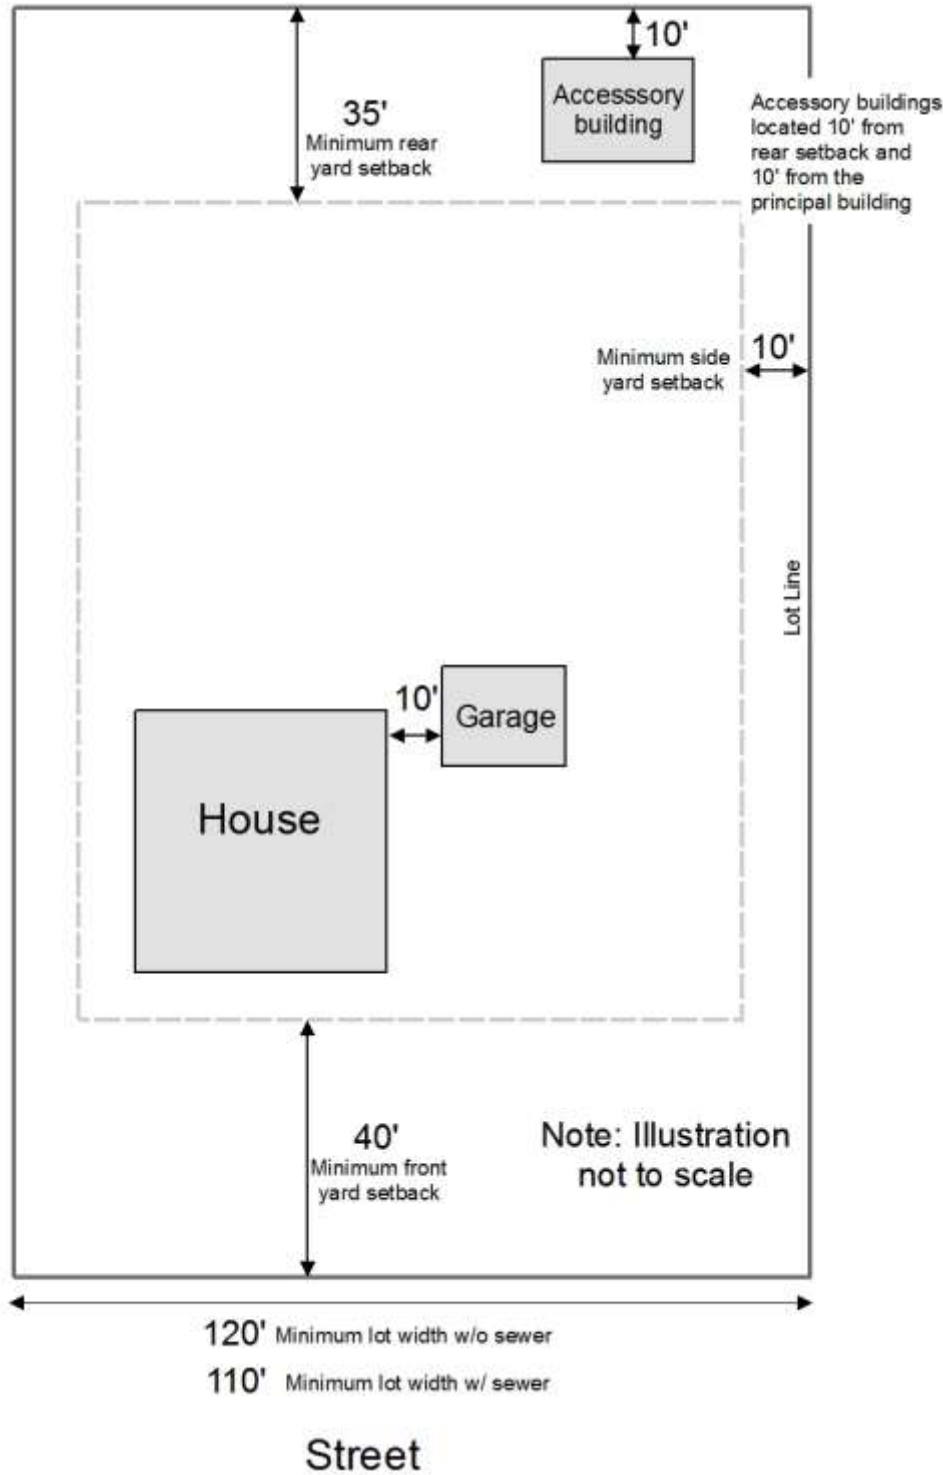 10'
Accesssory
building
35'
Minimum rear
yard setback
Accessory buildings
located 10' from
rear setback and
10' from the
principal building
10'
Minimum side
yard setback
Lot Line
10'
Garage
House
40'
Minimum front
yard setback
Note: Illustration
not to scale
120' Minimum lot width w/o sewer
110' Minimum lot width w/ sewer
Street